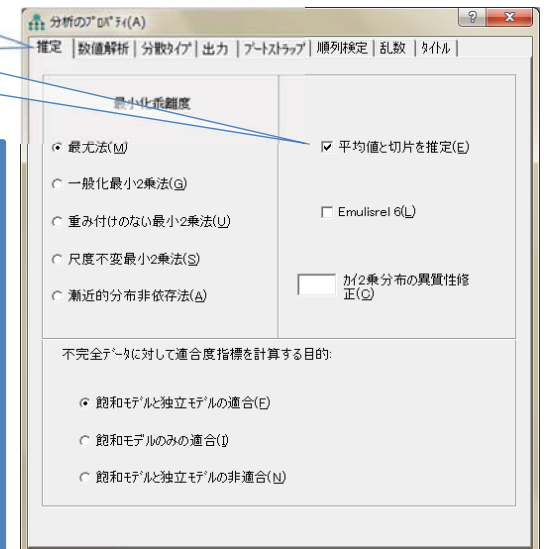 分析のﾌﾟﾛﾊﾟﾃｨ(A)
推定 数値解析 分散ﾀｲﾌﾟ 出力 ﾌﾞｰﾄｽﾄﾗｯﾌﾟ 順列検定 乱数 ﾀｲﾄﾙ
最小化乖離度
最尤法(M)
平均値と切片を推定(E)
一般化最小2乗法(G)
重み付けのない最小2乗法(U)
Emulisrel 6(L)
尺度不変最小2乗法(S)
漸近的分布非依存法(A)
ｶｲ2乗分布の異質性修
正(C)
不完全ﾃﾞｰﾀに対して適合度指標を計算する目的:
飽和ﾓﾃﾞﾙと独立ﾓﾃﾞﾙの適合(F)
飽和モデルのみの適合(I)
飽和ﾓﾃﾞﾙと独立ﾓﾃﾞﾙの非適合(N)